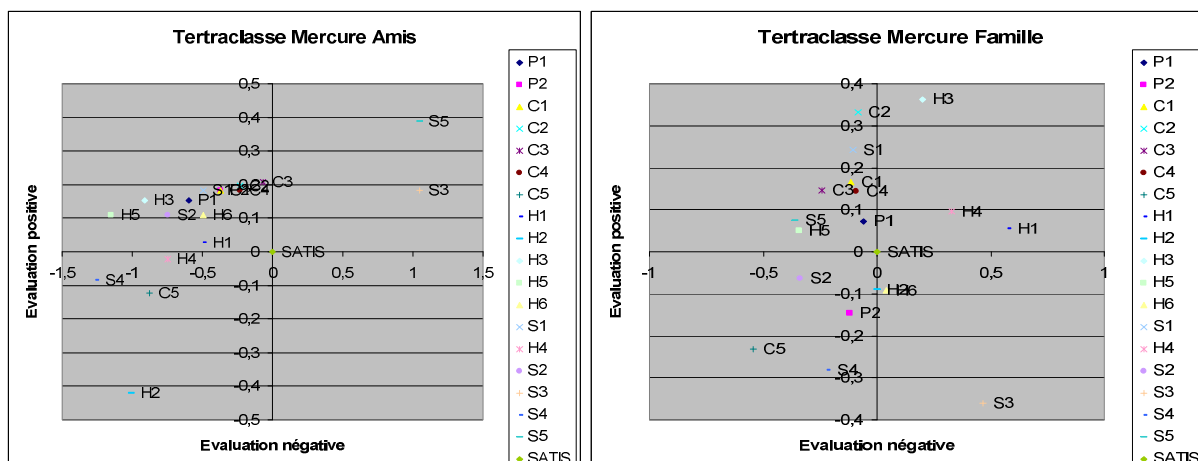 Tertraclasse Mercure Amis
Evaluation positive
0,5
0,4
0,3
0,2
0,1
0
-0,1
-0,2
-0,3
-0,4
-0,5
-1,5
-1
-0,5
0,5
1
1,5
S5
C3
S3
S1
C4
H3
P1
H5
S2
H6
H1
SATIS
H4
S4
C5
H2
Evaluation négative
P1
P2
C1
C2
C3
C4
C5
H1
H2
H3
H5
H6
S1
H4
S2
S3
S4
S5
SATIS
Tertraclasse Mercure Famille
Evaluation positive
0,4
0,3
0,2
0,1
0
-0,1
-0,2
-0,3
-0,4
-1
-0,5
0,5
1
H3
C2
S1
C1
C3
C4
H4
S5
P1
H5
H1
SATIS
S2
H2
H6
P2
C5
S4
S3
Evaluation négative
P1
P2
C1
C2
C3
C4
C5
H1
H2
H3
H5
H6
S1
H4
S2
S3
S4
S5
SATIS